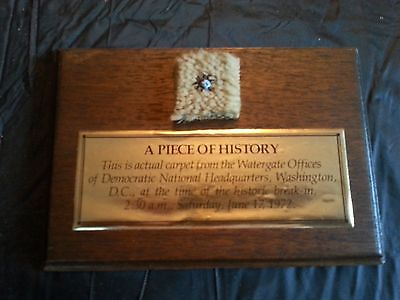 A PIECE OF HISTORY
This is actual carpet from the Watergate Offices
of Democratic National Headquarters, Washington,
D.C., at the time of the historic break-in,
2:30 a.m., Saturday, June 17, 1972.